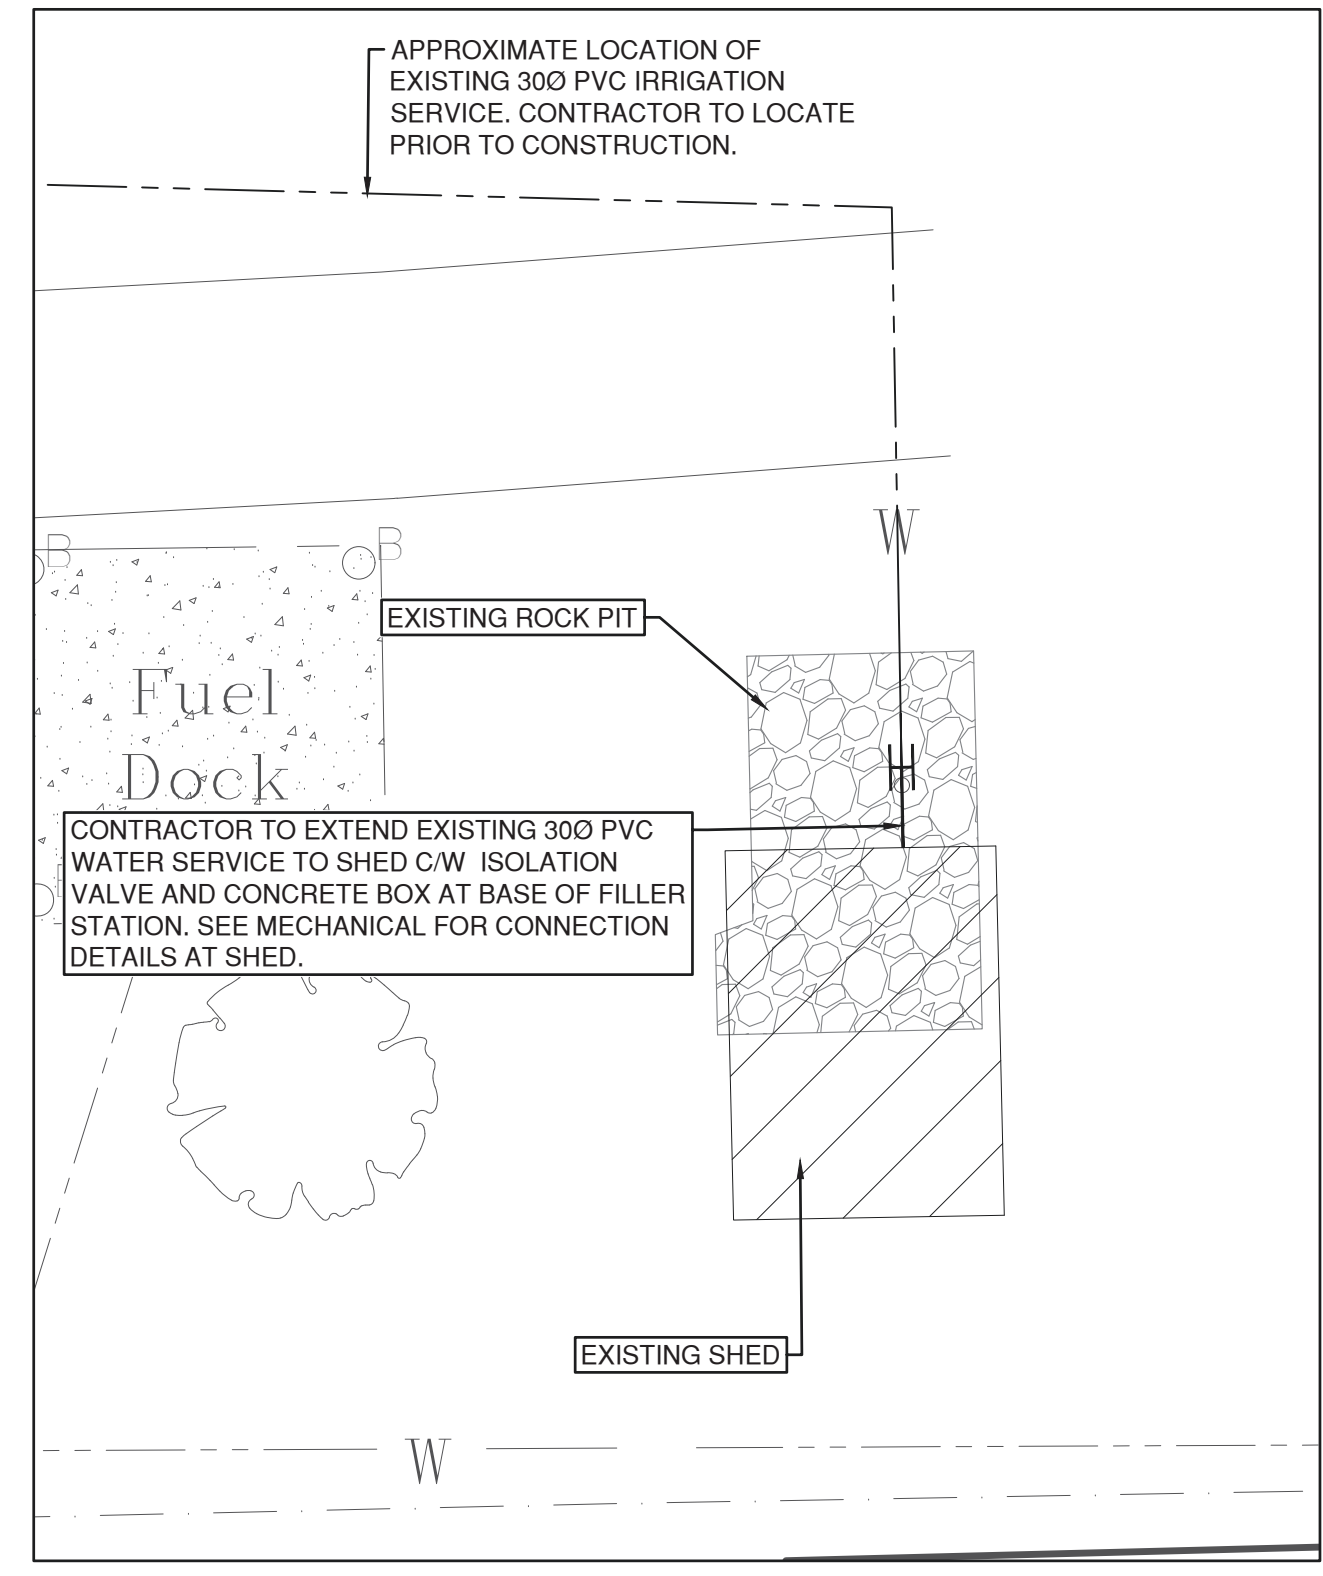 APPROXIMATE LOCATION OF
EXISTING 30Ø PVC IRRIGATION
SERVICE. CONTRACTOR TO LOCATE
PRIOR TO CONSTRUCTION.
W
B
B
EXISTING ROCK PIT
Fuel
Dock
H
CONTRACTOR TO EXTEND EXISTING 30Ø PVC
WATER SERVICE TO SHED C/W ISOLATION
VALVE AND CONCRETE BOX AT BASE OF FILLER
STATION. SEE MECHANICAL FOR CONNECTION
DETAILS AT SHED.
EXISTING SHED
W